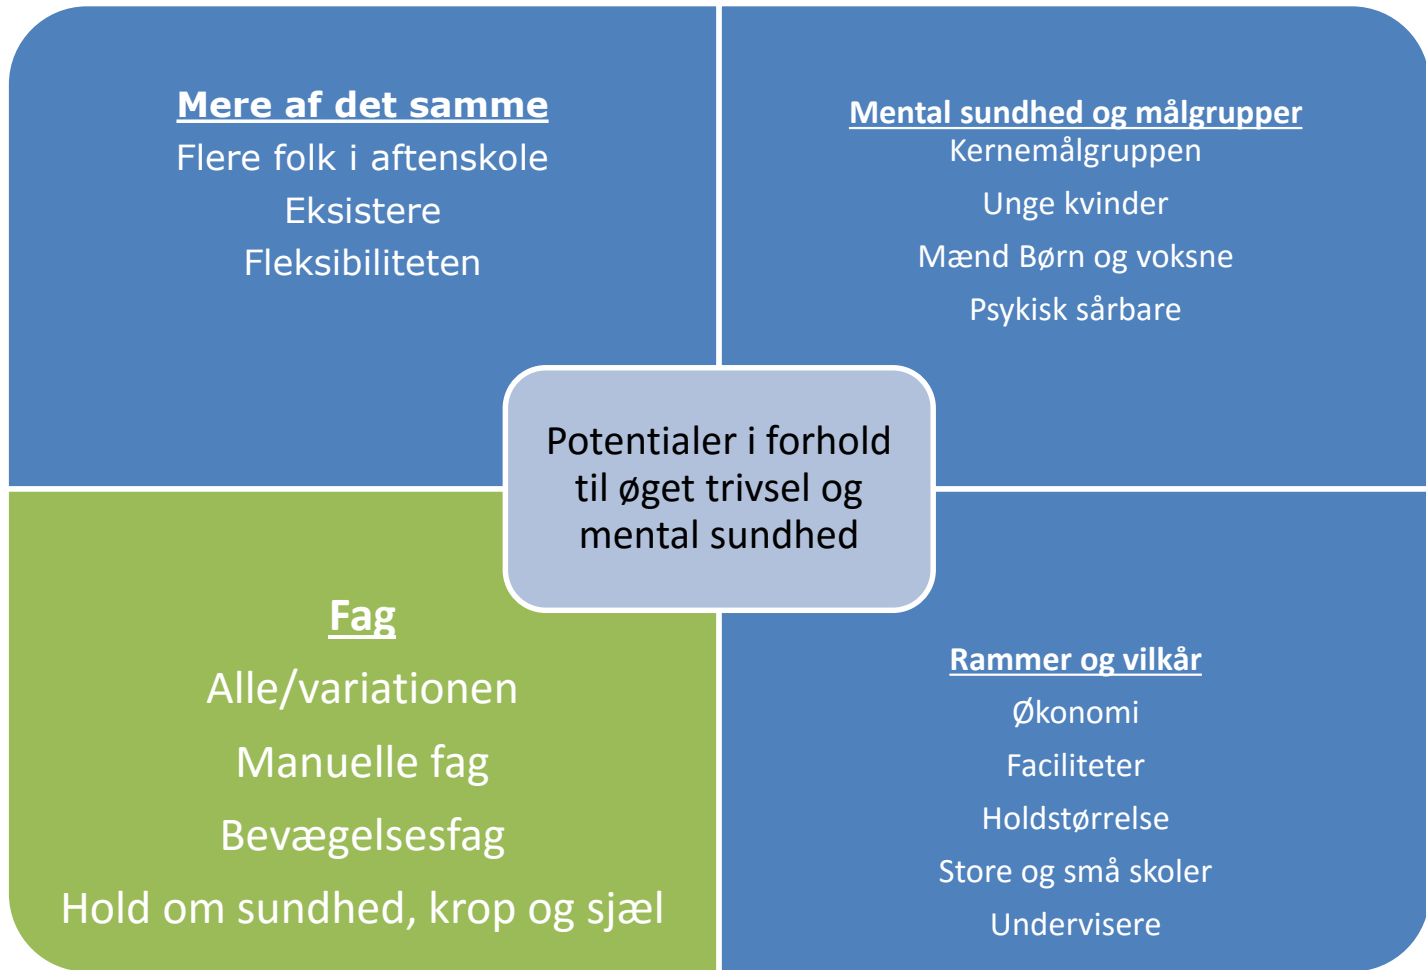 Mere af det samme
Flere folk i aftenskole
Eksistere
Fleksibiliteten
Mental sundhed og målgrupper
Kernemålgruppen
Unge kvinder
Mænd Børn og voksne
Psykisk sårbare
Potentialer i forhold
til øget trivsel og
mental sundhed
Fag
Alle/variationen
Manuelle fag
Bevægelsesfag
Hold om sundhed, krop og sjæl
Rammer og vilkår
Økonomi
Faciliteter
Holdstørrelse
Store og små skoler
Undervisere